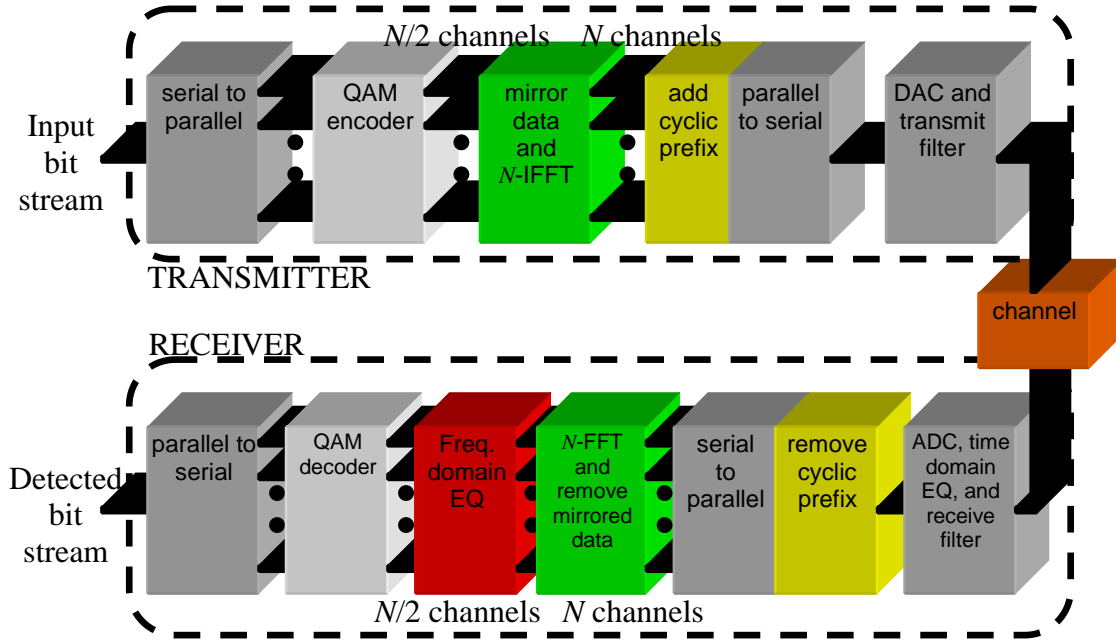 N/2 channels
N channels
Input
bit
stream
serial to
parallel
QAM
encoder
mirror
data
and
N-IFFT
add
cyclic
prefix
parallel
to serial
DAC and
transmit
filter
TRANSMITTER
channel
RECEIVER
Detected
bit
stream
parallel to
serial
QAM
decoder
Freq.
domain
EQ
N-FFT
and
remove
mirrored
data
serial
to
parallel
remove
cyclic
prefix
ADC, time
domain
EQ, and
receive
filter
N/2 channels
N channels